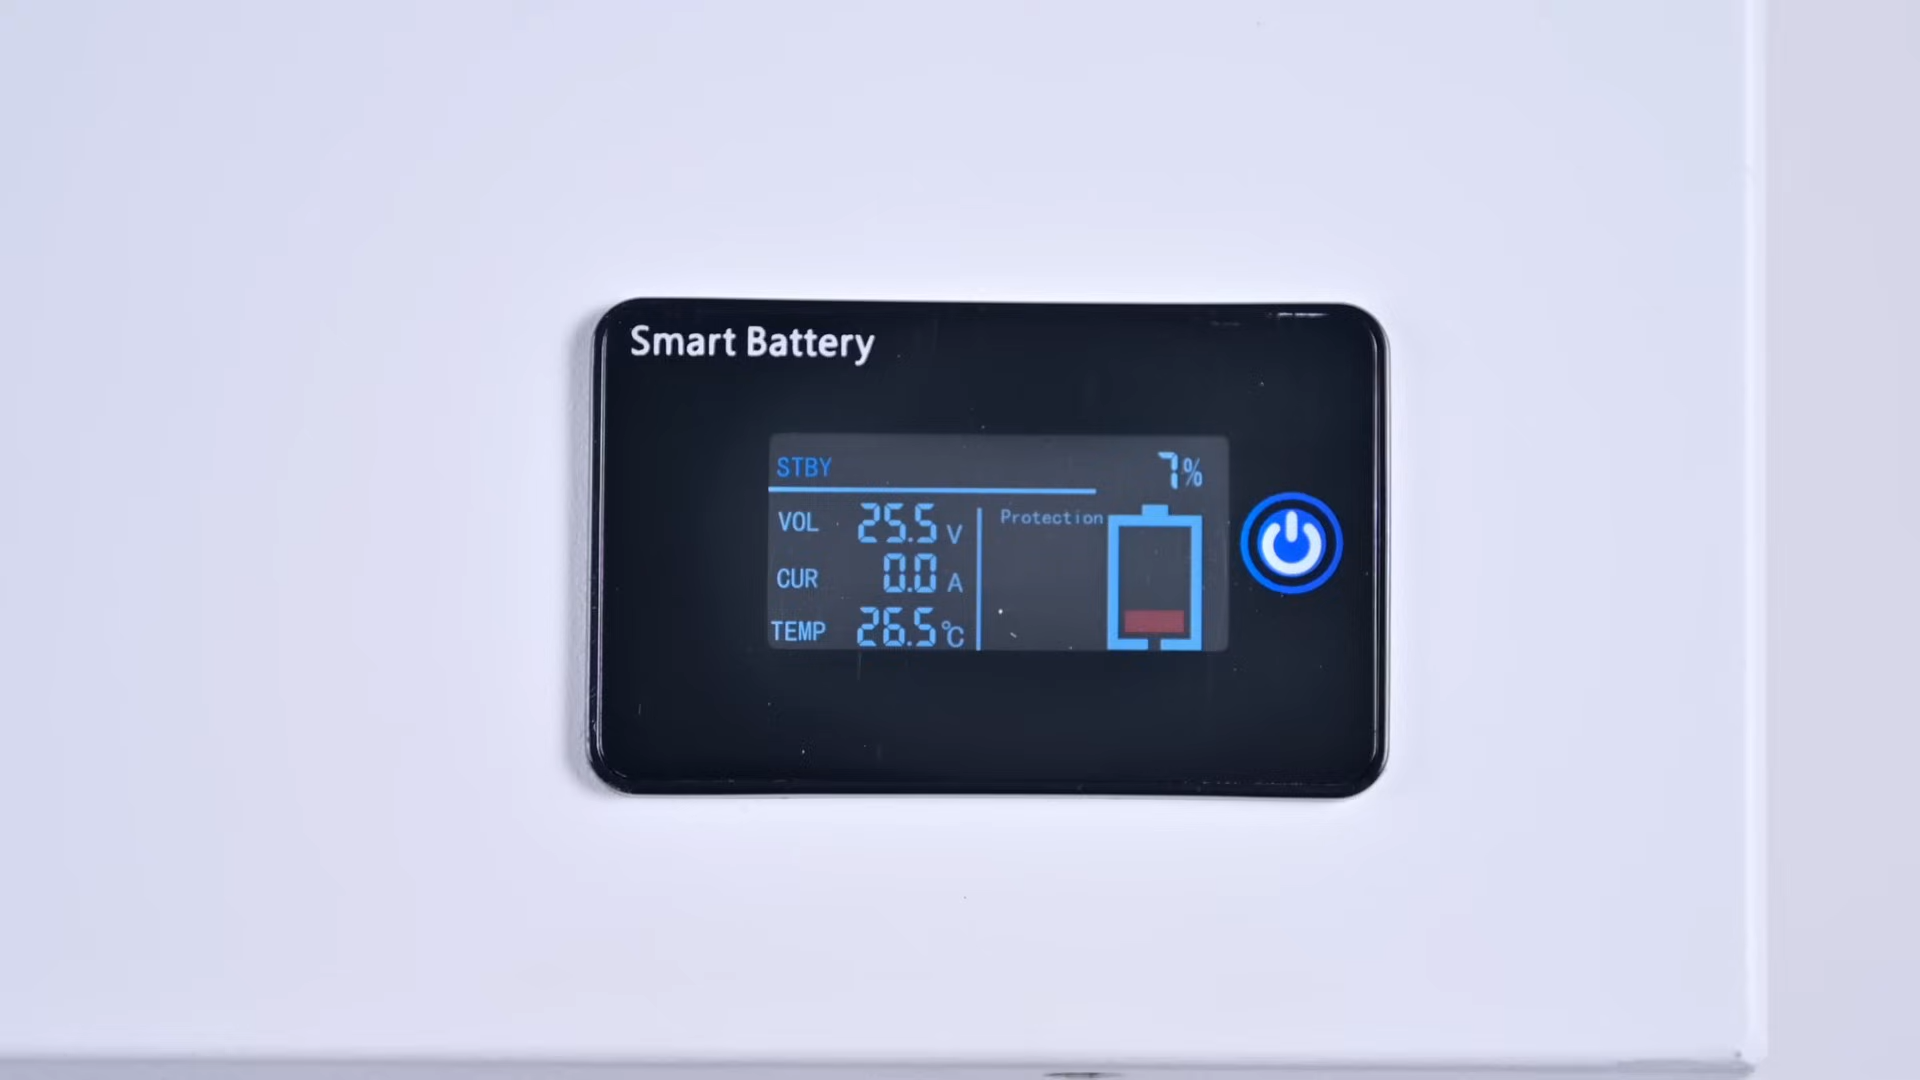 Smart Battery
STBY 7%
VOL 25.5 V
Protection
CUR 0.0 A
TEMP 26.5 ℃